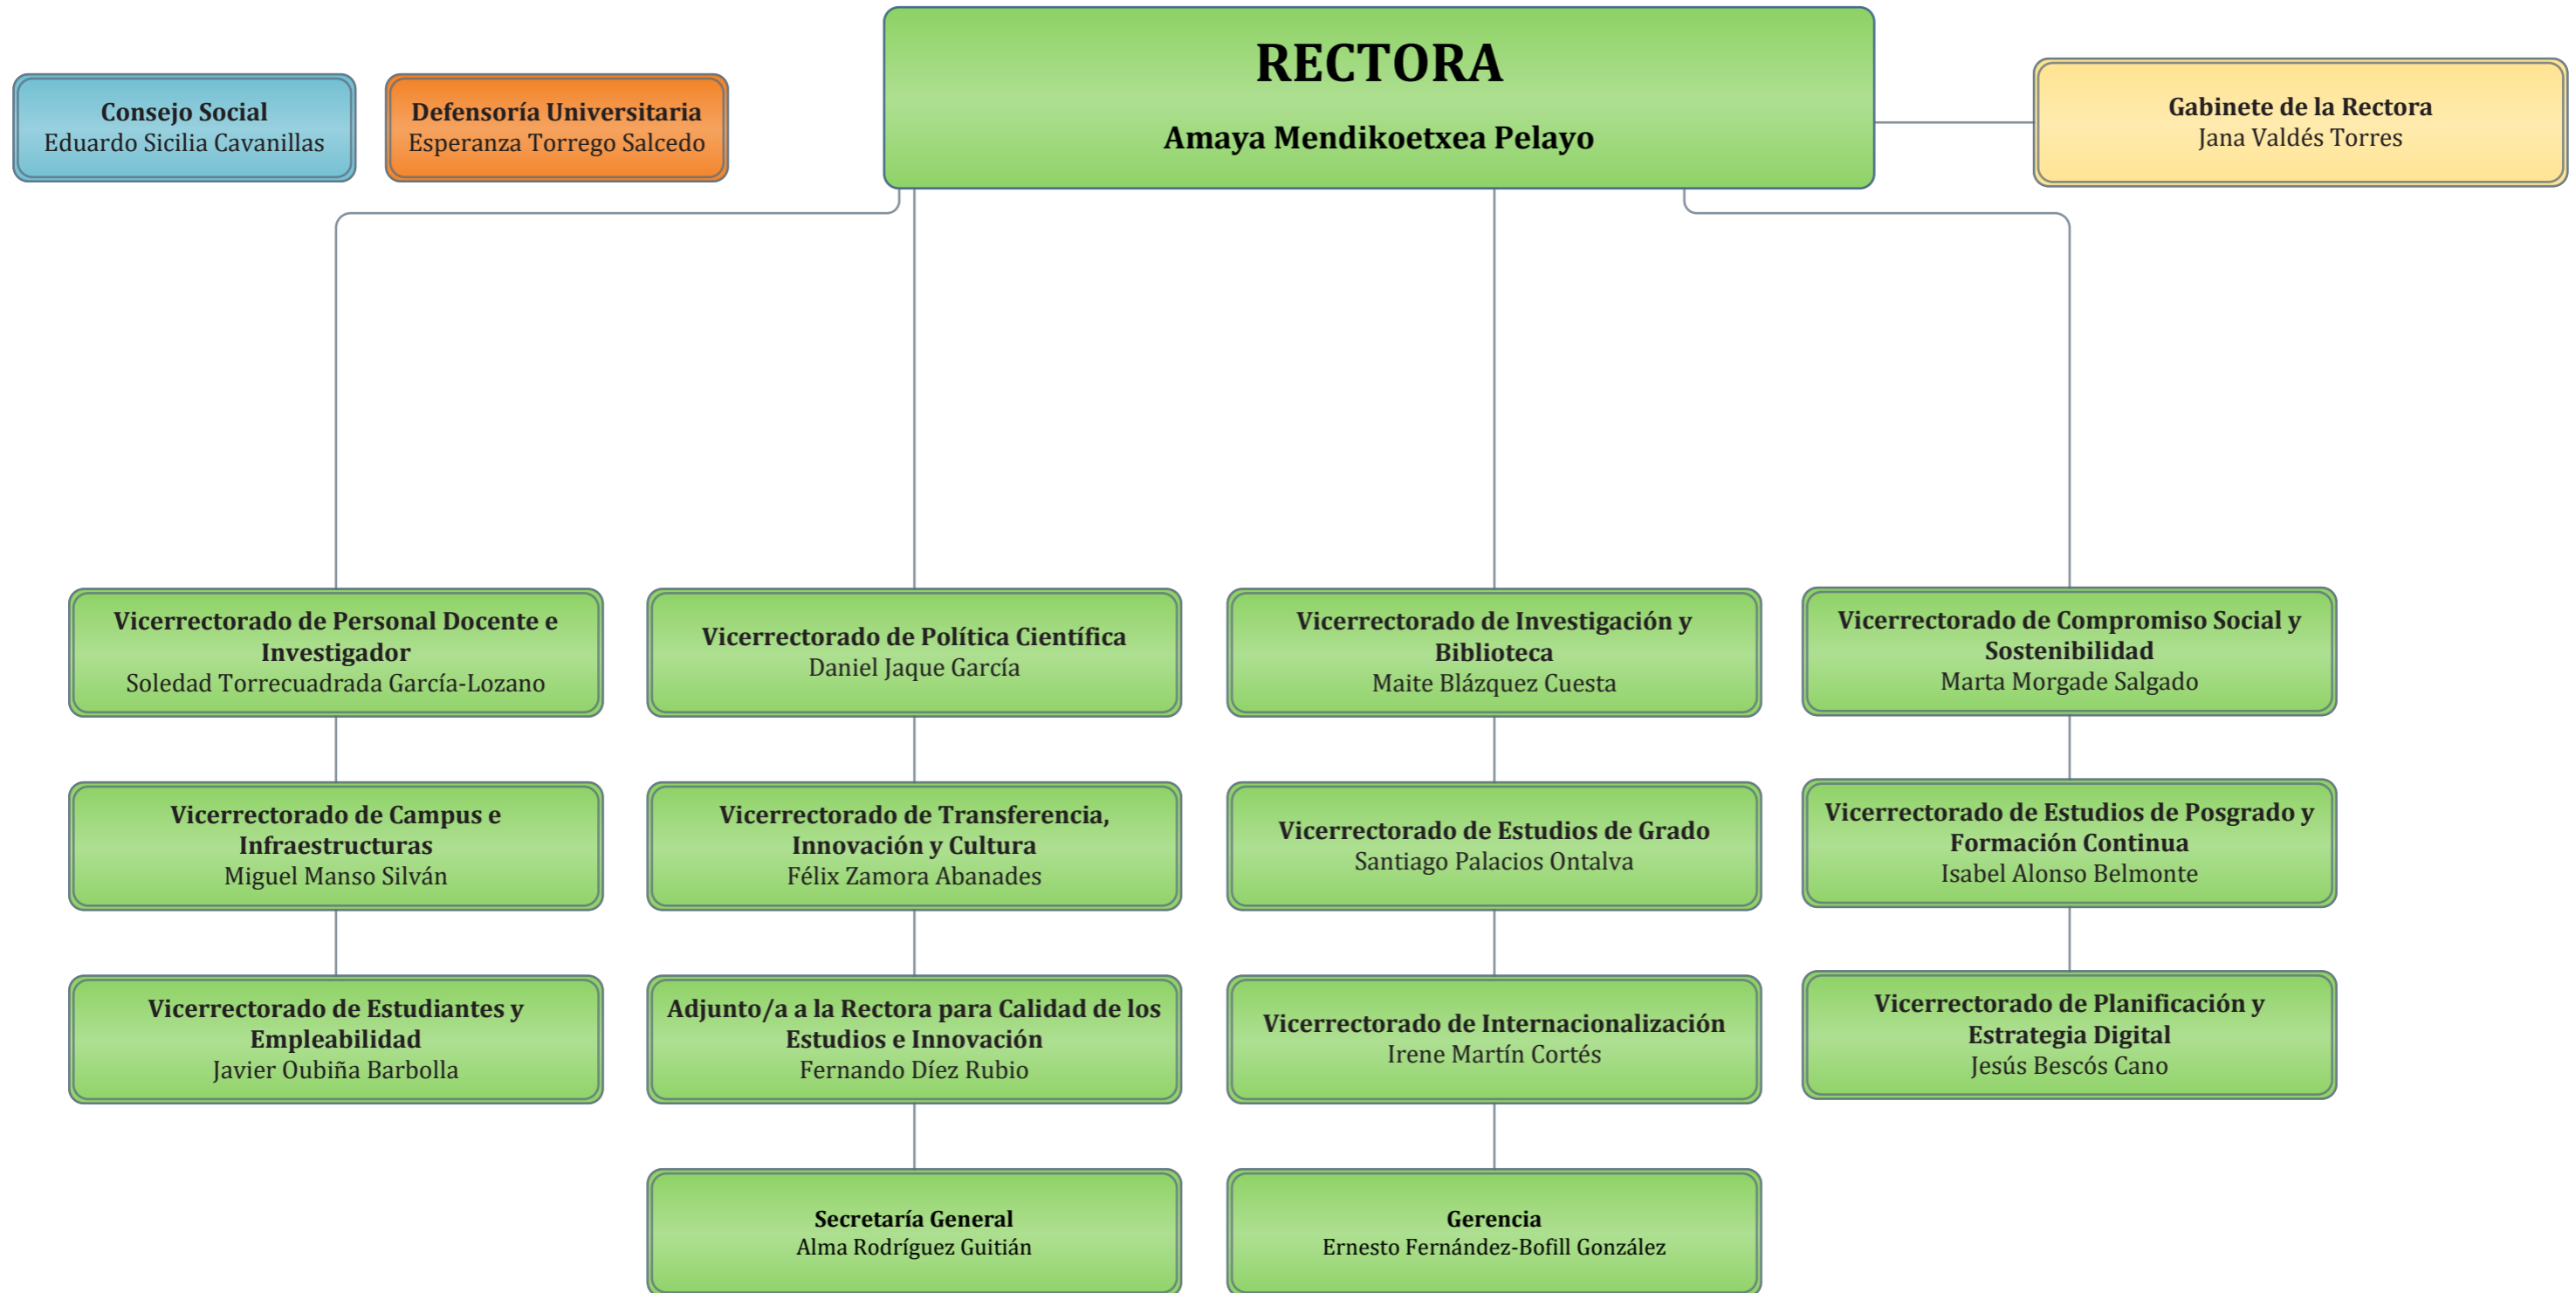 RECTORA
Amaya Mendikoetxea Pelayo
Consejo Social
Eduardo Sicilia Cavanillas
Defensoría Universitaria
Esperanza Torrego Salcedo
Gabinete de la Rectora
Jana Valdés Torres
Vicerrectorado de Personal Docente e
Investigador
Soledad Torrecuadrada García-Lozano
Vicerrectorado de Política Científica
Daniel Jaque García
Vicerrectorado de Investigación y
Biblioteca
Maite Blázquez Cuesta
Vicerrectorado de Compromiso Social y
Sostenibilidad
Marta Morgade Salgado
Vicerrectorado de Campus e
Infraestructuras
Miguel Manso Silván
Vicerrectorado de Transferencia,
Innovación y Cultura
Félix Zamora Abanades
Vicerrectorado de Estudios de Grado
Santiago Palacios Ontalva
Vicerrectorado de Estudios de Posgrado y
Formación Continua
Isabel Alonso Belmonte
Vicerrectorado de Estudiantes y
Empleabilidad
Javier Oubiña Barbolla
Adjunto/a a la Rectora para Calidad de los
Estudios e Innovación
Fernando Díez Rubio
Vicerrectorado de Internacionalización
Irene Martín Cortés
Vicerrectorado de Planificación y
Estrategia Digital
Jesús Bescós Cano
Secretaría General
Alma Rodríguez Guitián
Gerencia
Ernesto Fernández-Bofill González